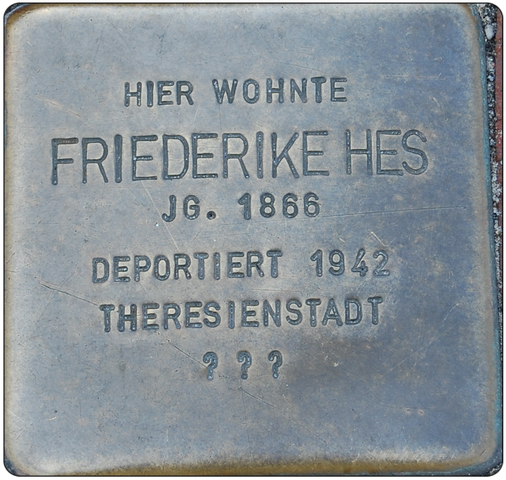 HIER WOHNTE
FRIEDERIKE HES
JG. 1866
DEPORTIERT 1942
THERESIENSTADT
? ? ?